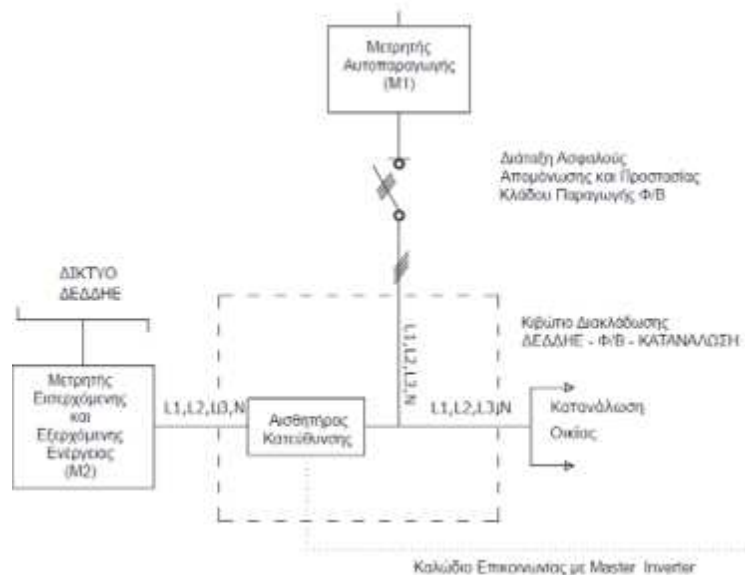 Μετρητής
Αυτοπαραγωγής
(Μ1)
Διάταξη Ασφαλούς
Απομόνωσης και Προστασίας
Κλάδου Παραγωγής Φ/Β
ΔΙΚΤΥΟ
ΔΕΔΔΗΕ
L1,L2,L3,N
Κιβώτιο Διακλάδωσης
ΔΕΔΔΗΕ - Φ/Β - ΚΑΤΑΝΑΛΩΣΗ
Μετρητής
Εισερχόμενης
και
Εξερχόμενης
Ενέργειας
(Μ2)
L1,L2,L3,N
Αισθητήρας
Κατεύθυνσης
L1,L2,L3,N
Κατανάλωση
Οικίας
Καλώδιο Επικοινωνίας με Master Inverter